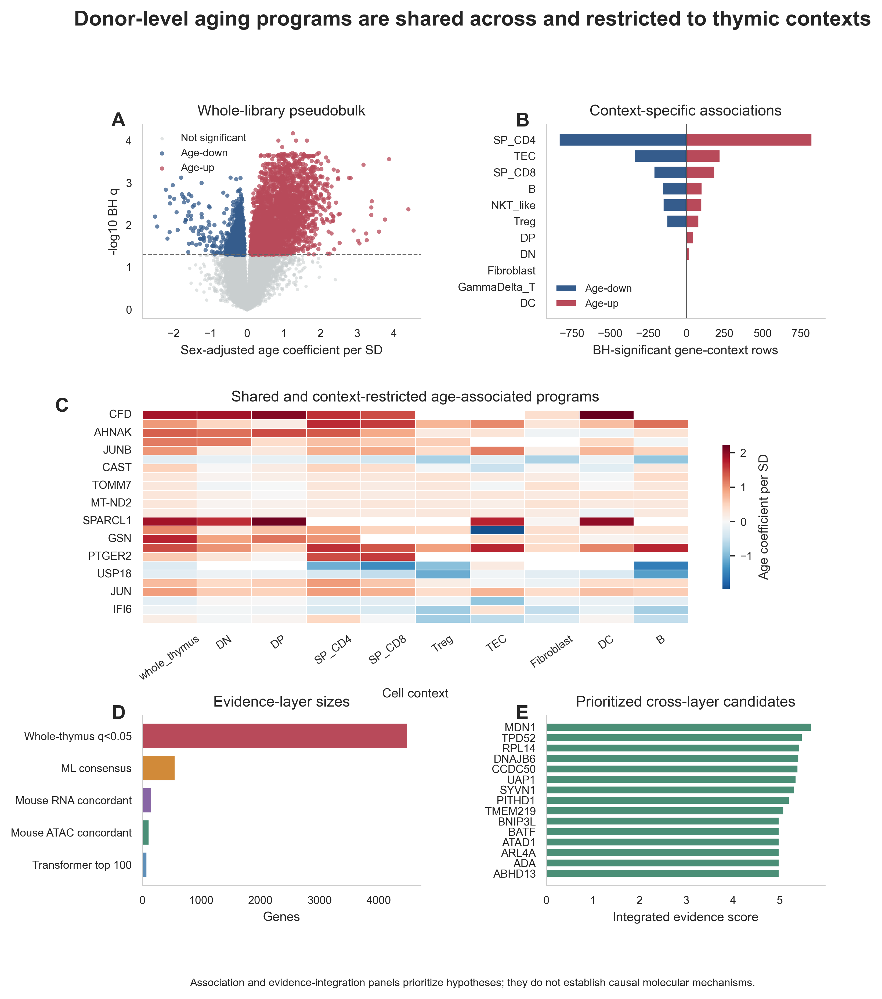 Donor-level aging programs are shared across and restricted to thymic contexts
A
Whole-library pseudobulk
Not significant
Age-down
Age-up
-log10 BH q
4
3
2
1
0
−2 −1 0 1 2 3 4
Sex-adjusted age coefficient per SD
B
Context-specific associations
SP_CD4
TEC
SP_CD8
B
NKT_like
Treg
DP
DN
Fibroblast
GammaDelta_T
DC
Age-down
Age-up
−750 −500 −250 0 250 500 750
BH-significant gene-context rows
C
Shared and context-restricted age-associated programs
CFD
AHNAK
JUNB
CAST
TOMM7
MT-ND2
SPARCL1
GSN
PTGER2
USP18
JUN
IFI6
whole_thymus DN DP SP_CD4 SP_CD8 Treg TEC Fibroblast DC B
Cell context
2
1
0
−1
Age coefficient per SD
D
Evidence-layer sizes
Whole-thymus q<0.05
ML consensus
Mouse RNA concordant
Mouse ATAC concordant
Transformer top 100
0 1000 2000 3000 4000
Genes
E
Prioritized cross-layer candidates
MDN1
TPD52
RPL14
DNAJB6
CCDC50
UAP1
SYVN1
PITHD1
TMEM219
BNIP3L
BATF
ATAD1
ARL4A
ADA
ABHD13
0 1 2 3 4 5
Integrated evidence score
Association and evidence-integration panels prioritize hypotheses; they do not establish causal molecular mechanisms.